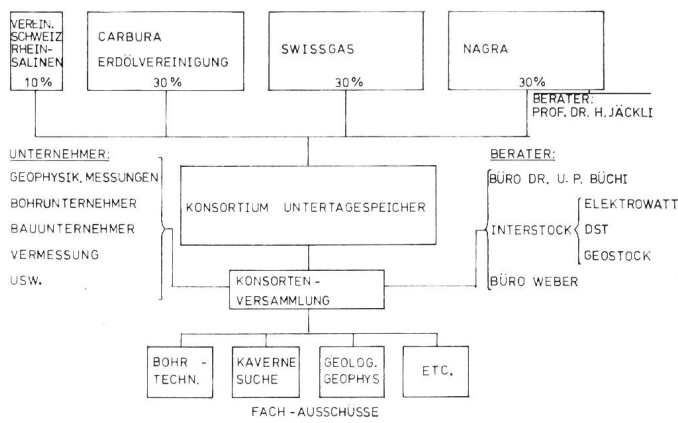 VEREIN.
SCHWEIZ
RHEIN-
SALINEN
10%
CARBURA
ERDÖLVEREINIGUNG
30%
SWISSGAS
30%
NAGRA
30%
BERATER:
PROF. DR. H. JÄCKLI
UNTERNEHMER:
GEOPHYSIK. MESSUNGEN
BOHRUNTERNEHMER
BAUUNTERNEHMER
VERMESSUNG
USW.
KONSORTIUM UNTERTAGESPEICHER
BERATER:
BÜRO DR. U. P. BÜCHI
INTERSTOCK
ELEKTROWATT
DST
GEOSTOCK
BÜRO WEBER
KONSORTEN-
VERSAMMLUNG
BOHR -
TECHN.
KAVERNE
SUCHE
GEOLOG.
GEOPHYS
ETC.
FACH-AUSSCHÜSSE